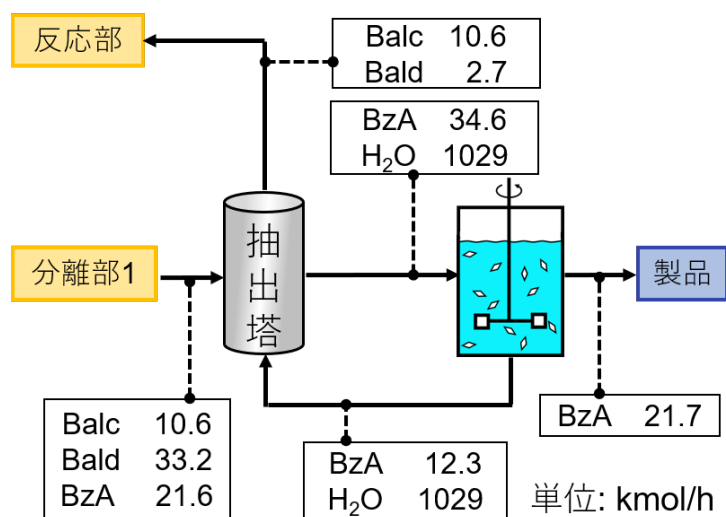 反応部
Balc 10.6
Bald 2.7
BzA 34.6
H₂O 1029
分離部1
抽出塔
製品
Balc 10.6
Bald 33.2
BzA 21.6
BzA 12.3
H₂O 1029
BzA 21.7
単位: kmol/h